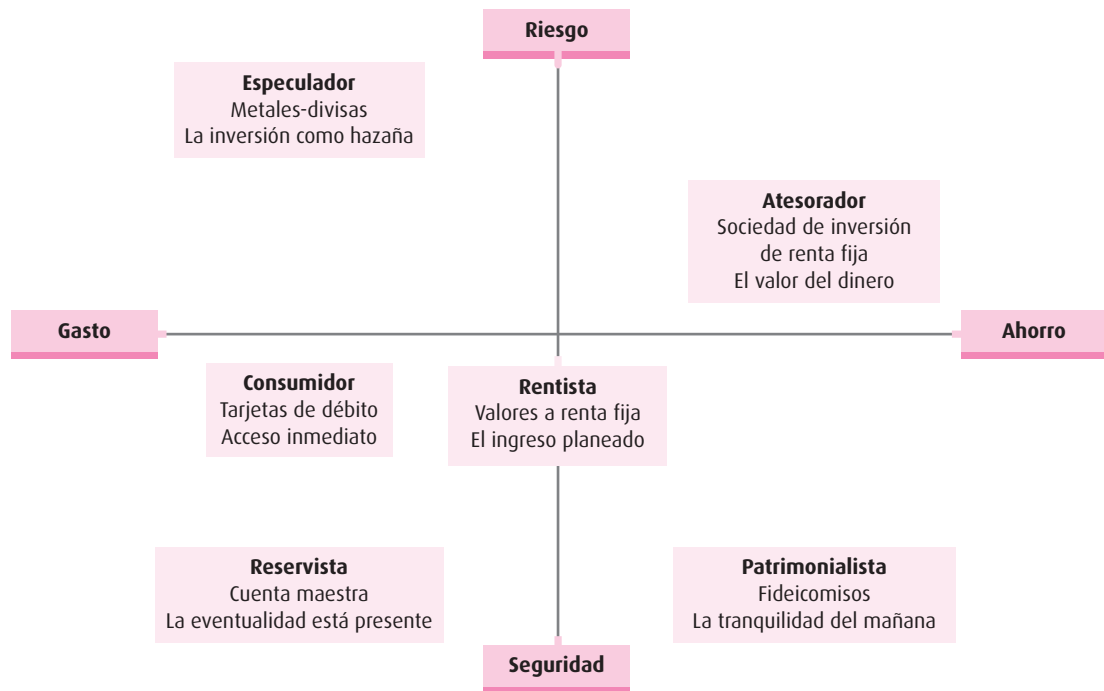 Riesgo
Especulador
Metales-divisas
La inversión como hazaña
Atesorador
Sociedad de inversión
de renta fija
El valor del dinero
Gasto
Ahorro
Consumidor
Tarjetas de débito
Acceso inmediato
Rentista
Valores a renta fija
El ingreso planeado
Reservista
Cuenta maestra
La eventualidad está presente
Patrimonialista
Fideicomisos
La tranquilidad del mañana
Seguridad